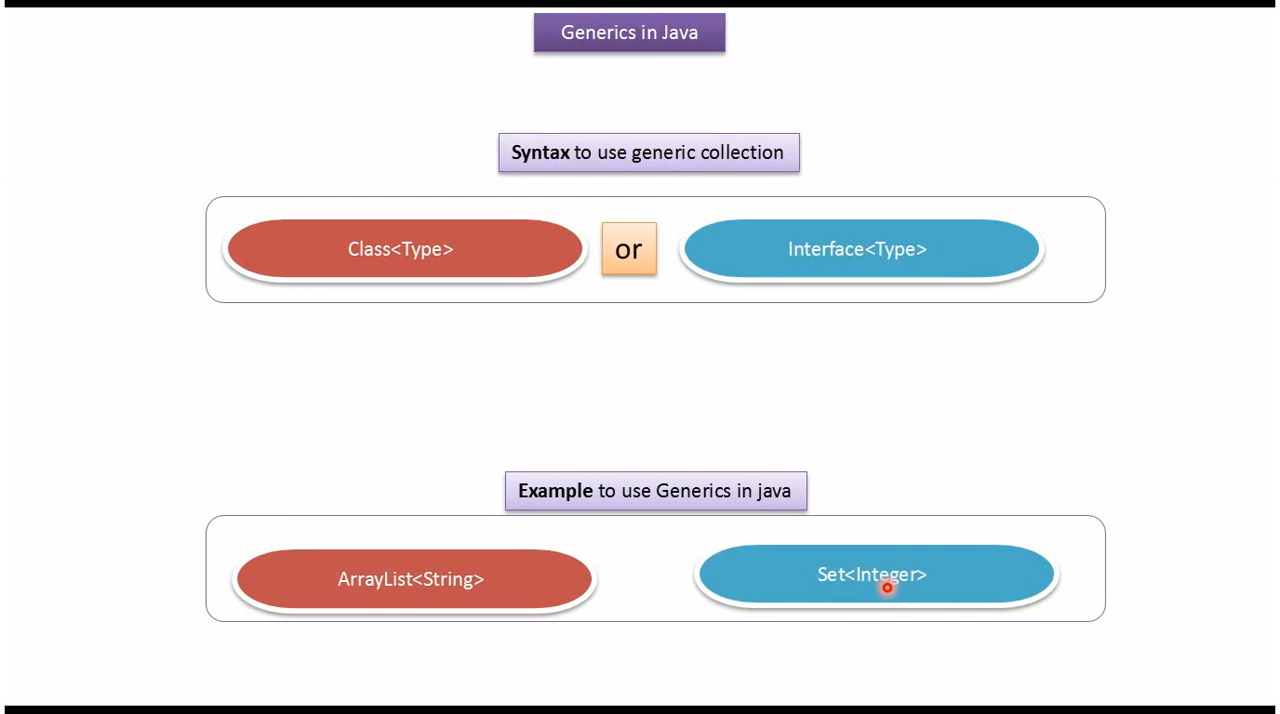 Generics in Java
Syntax to use generic collection
Class<Type>
or
Interface<Type>
Example to use Generics in java
ArrayList<String>
Set<Integer>